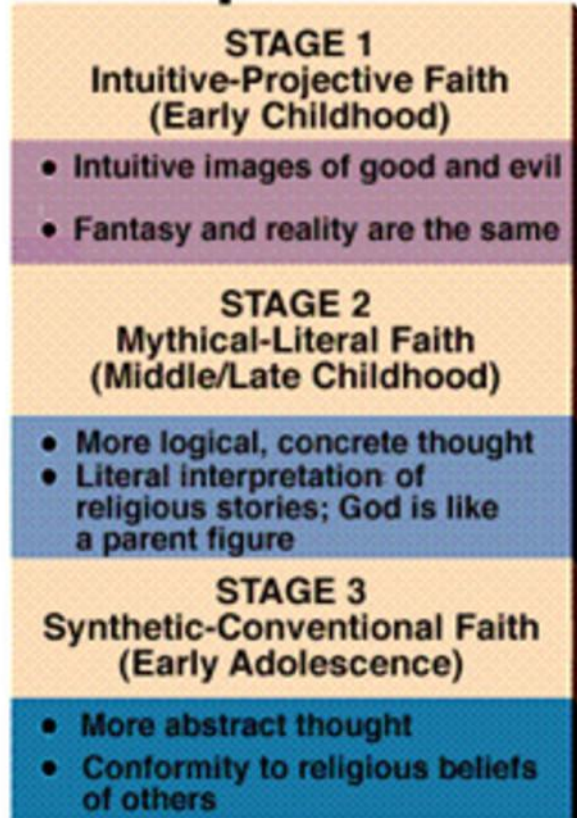 STAGE 1
Intuitive-Projective Faith
(Early Childhood)
• Intuitive images of good and evil
• Fantasy and reality are the same
STAGE 2
Mythical-Literal Faith
(Middle/Late Childhood)
• More logical, concrete thought
• Literal interpretation of
religious stories; God is like
a parent figure
STAGE 3
Synthetic-Conventional Faith
(Early Adolescence)
• More abstract thought
• Conformity to religious beliefs
of others